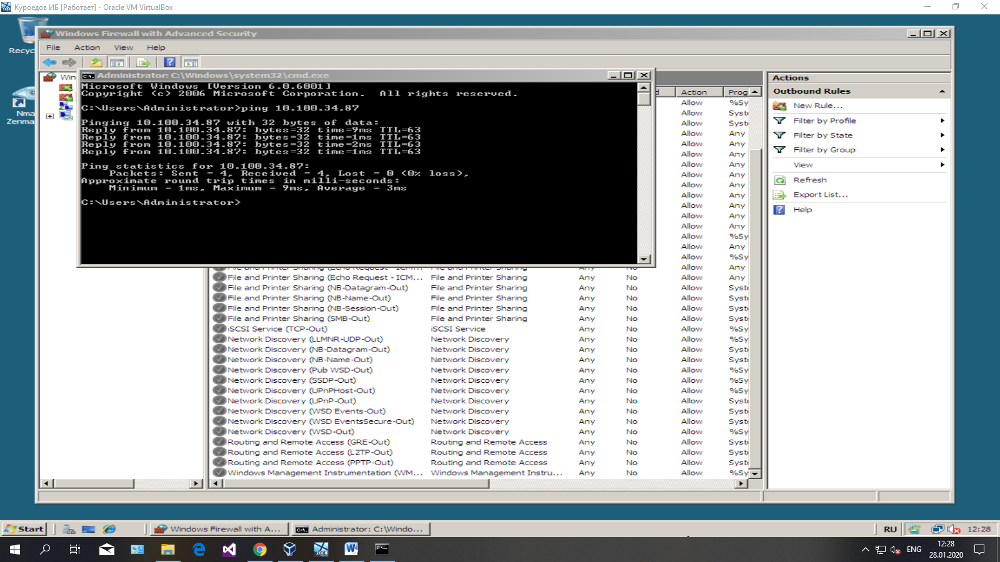 Куроедов ИБ [Работает] - Oracle VM VirtualBox
Recyc
Windows Firewall with Advanced Security
File Action View Help
Win
Nma
Zenma
Administrator: C:\Windows\system32\cmd.exe
Microsoft Windows [Version 6.0.6001]
Copyright (c) 2006 Microsoft Corporation.  All rights reserved.
C:\Users\Administrator>ping 10.100.34.87
Pinging 10.100.34.87 with 32 bytes of data:
Reply from 10.100.34.87: bytes=32 time=9ms TTL=63
Reply from 10.100.34.87: bytes=32 time=1ms TTL=63
Reply from 10.100.34.87: bytes=32 time=2ms TTL=63
Reply from 10.100.34.87: bytes=32 time=1ms TTL=63
Ping statistics for 10.100.34.87:
Packets: Sent = 4, Received = 4, Lost = 0 (0% loss),
Approximate round trip times in milli-seconds:
Minimum = 1ms, Maximum = 9ms, Average = 3ms
C:\Users\Administrator>
d Action Prog
Allow %Sy
Allow Syst
Allow Syst
Allow Any
Allow Any
Allow Any
Allow Any
Allow Any
Allow Any
Allow Any
Allow Any
Allow Any
Allow Any
Allow %Sy
Allow Any
Allow %Sy
File and Printer Sharing (Echo Request - ICM... File and Printer Sharing Any No Allow Any
File and Printer Sharing (Echo Request - ICM... File and Printer Sharing Any No Allow Any
File and Printer Sharing (NB-Datagram-Out) File and Printer Sharing Any No Allow Syst
File and Printer Sharing (NB-Name-Out) File and Printer Sharing Any No Allow Syst
File and Printer Sharing (NB-Session-Out) File and Printer Sharing Any No Allow Syst
File and Printer Sharing (SMB-Out) File and Printer Sharing Any No Allow Syst
iSCSI Service (TCP-Out) iSCSI Service Any No Allow %Sy
Network Discovery (LLMNR-UDP-Out) Network Discovery Any No Allow %Sy
Network Discovery (NB-Datagram-Out) Network Discovery Any No Allow Syst
Network Discovery (NB-Name-Out) Network Discovery Any No Allow Syst
Network Discovery (Pub WSD-Out) Network Discovery Any No Allow %Sy
Network Discovery (SSDP-Out) Network Discovery Any No Allow %Sy
Network Discovery (UPnPHost-Out) Network Discovery Any No Allow %Sy
Network Discovery (UPnP-Out) Network Discovery Any No Allow Syst
Network Discovery (WSD Events-Out) Network Discovery Any No Allow Syst
Network Discovery (WSD EventsSecure-Out) Network Discovery Any No Allow Syst
Network Discovery (WSD-Out) Network Discovery Any No Allow %Sy
Routing and Remote Access (GRE-Out) Routing and Remote Access Any No Allow Syst
Routing and Remote Access (L2TP-Out) Routing and Remote Access Any No Allow Syst
Routing and Remote Access (PPTP-Out) Routing and Remote Access Any No Allow Syst
Windows Management Instrumentation (WM... Windows Management Instru... Any No Allow %Sy
Actions
Outbound Rules
New Rule...
Filter by Profile
Filter by State
Filter by Group
View
Refresh
Export List...
Help
Start Windows Firewall with A... Administrator: C:\Windo... RU 12:28
2008
ENG 12:28
28.01.2020